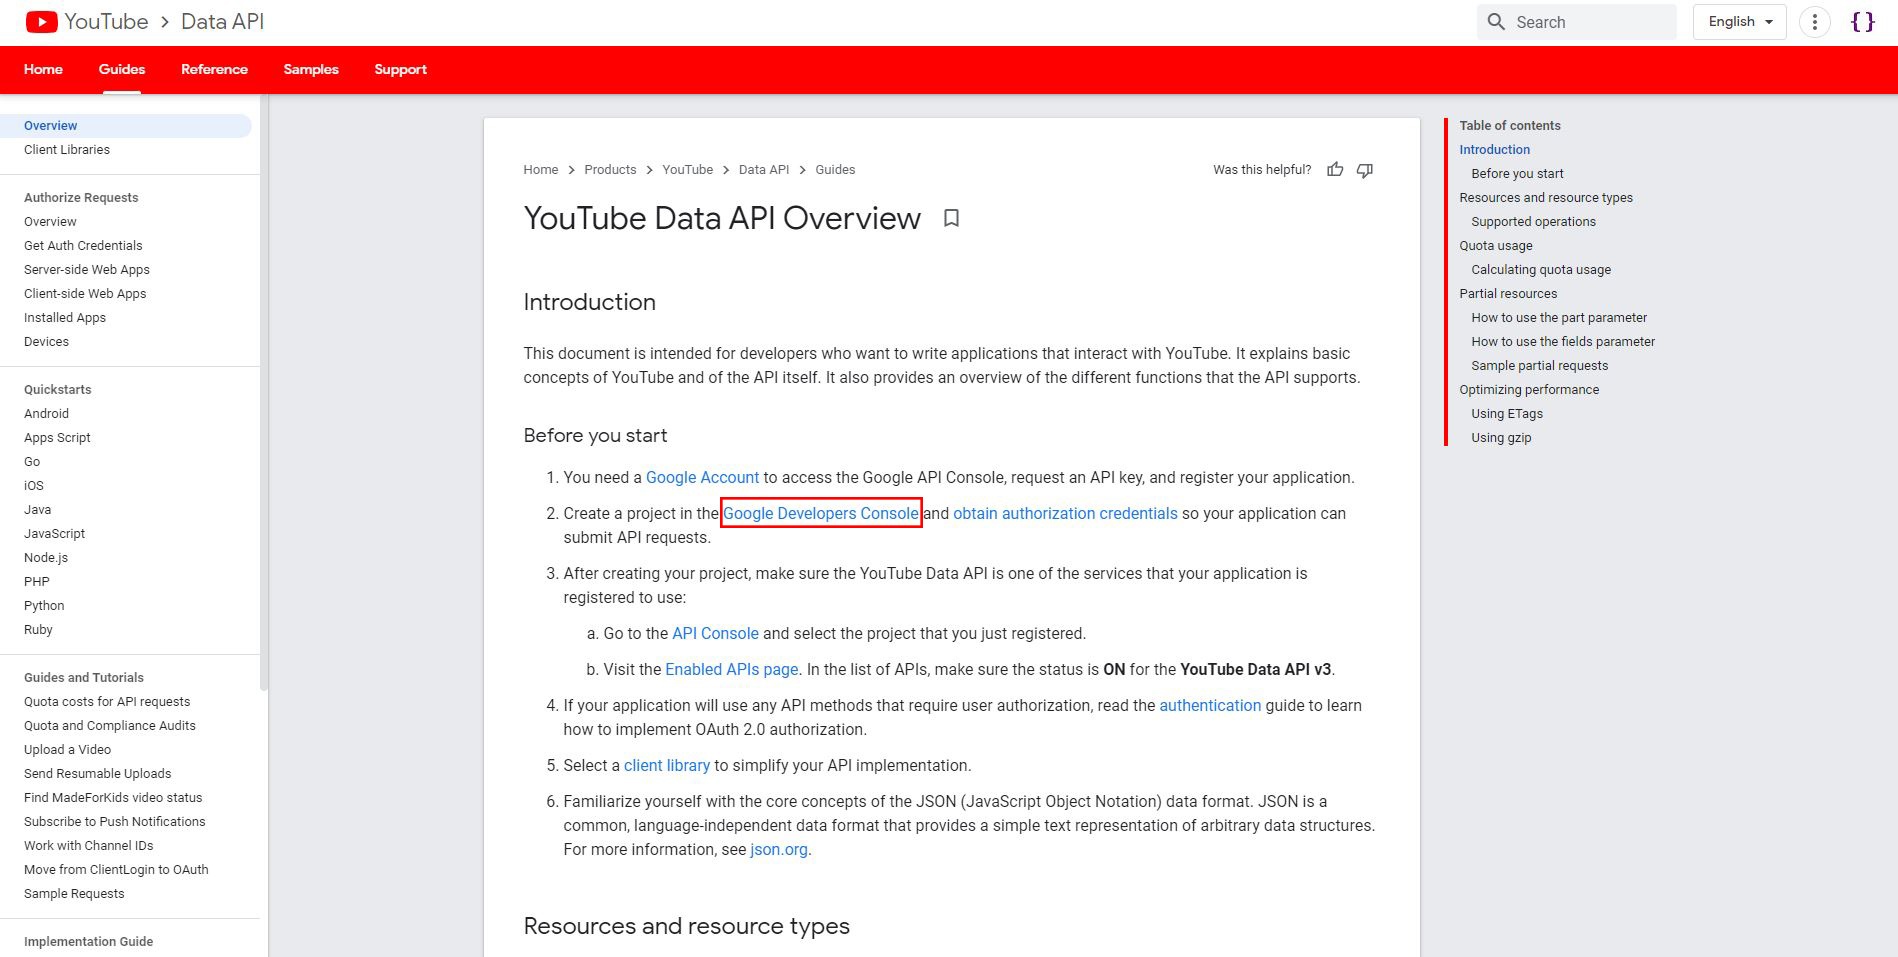 YouTube > Data API
Search
English
Home Guides Reference Samples Support
Overview
Client Libraries
Authorize Requests
Overview
Get Auth Credentials
Server-side Web Apps
Client-side Web Apps
Installed Apps
Devices
Quickstarts
Android
Apps Script
Go
iOS
Java
JavaScript
Node.js
PHP
Python
Ruby
Guides and Tutorials
Quota costs for API requests
Quota and Compliance Audits
Upload a Video
Send Resumable Uploads
Find MadeForKids video status
Subscribe to Push Notifications
Work with Channel IDs
Move from ClientLogin to OAuth
Sample Requests
Implementation Guide
Home > Products > YouTube > Data API > Guides
Was this helpful?
YouTube Data API Overview
Introduction
This document is intended for developers who want to write applications that interact with YouTube. It explains basic
concepts of YouTube and of the API itself. It also provides an overview of the different functions that the API supports.
Before you start
1. You need a Google Account to access the Google API Console, request an API key, and register your application.
2. Create a project in the Google Developers Console and obtain authorization credentials so your application can
submit API requests.
3. After creating your project, make sure the YouTube Data API is one of the services that your application is
registered to use:
a. Go to the API Console and select the project that you just registered.
b. Visit the Enabled APIs page. In the list of APIs, make sure the status is ON for the YouTube Data API v3.
4. If your application will use any API methods that require user authorization, read the authentication guide to learn
how to implement OAuth 2.0 authorization.
5. Select a client library to simplify your API implementation.
6. Familiarize yourself with the core concepts of the JSON (JavaScript Object Notation) data format. JSON is a
common, language-independent data format that provides a simple text representation of arbitrary data structures.
For more information, see json.org.
Resources and resource types
Table of contents
Introduction
Before you start
Resources and resource types
Supported operations
Quota usage
Calculating quota usage
Partial resources
How to use the part parameter
How to use the fields parameter
Sample partial requests
Optimizing performance
Using ETags
Using gzip